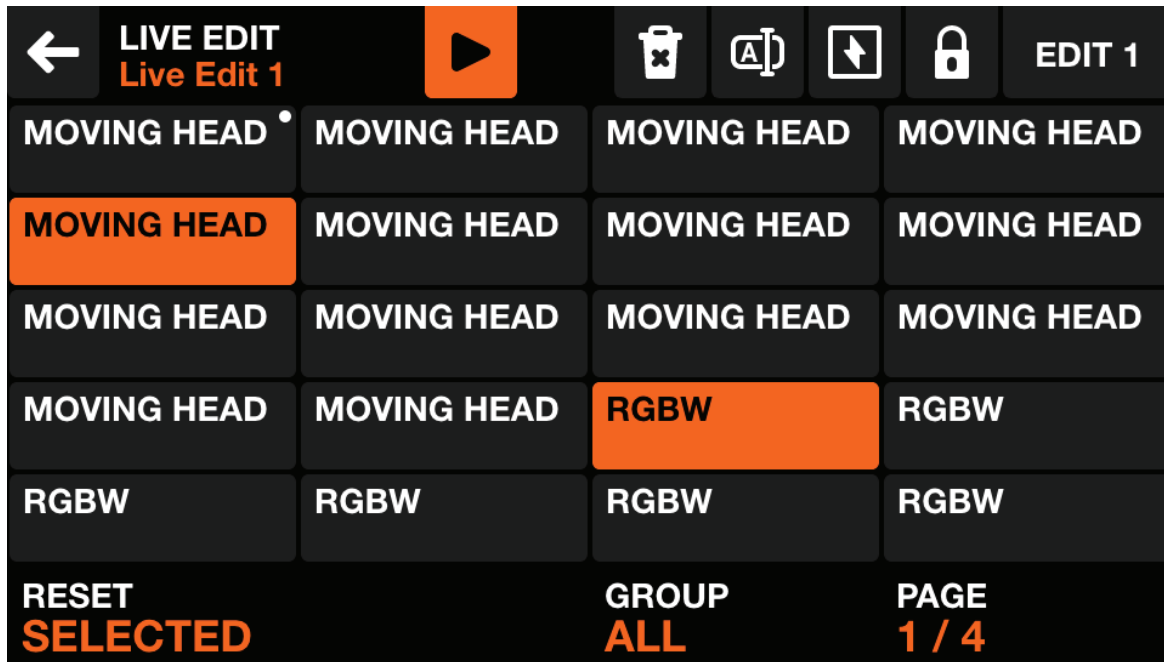 LIVE EDIT
Live Edit 1
A
EDIT 1
MOVING HEAD MOVING HEAD MOVING HEAD MOVING HEAD
MOVING HEAD MOVING HEAD MOVING HEAD MOVING HEAD
MOVING HEAD MOVING HEAD MOVING HEAD MOVING HEAD
MOVING HEAD MOVING HEAD RGBW RGBW
RGBW RGBW RGBW RGBW
RESET GROUP PAGE
SELECTED ALL 1 / 4